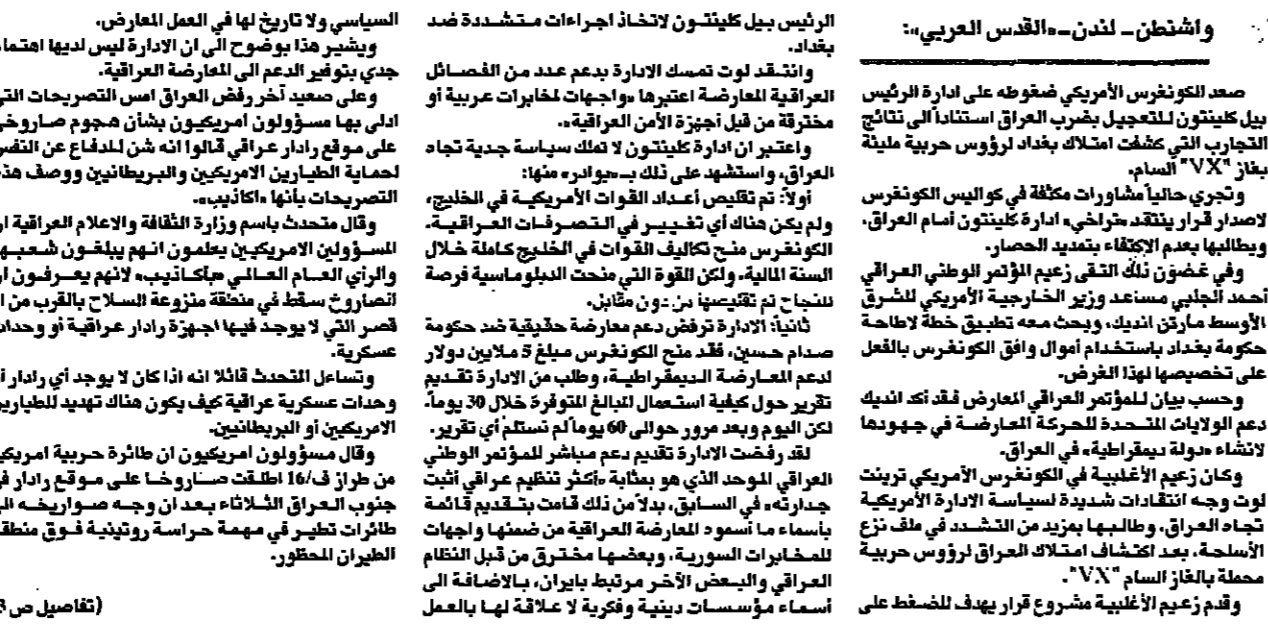 واشنطن - لندن - «القدس العربي»:
صعد الكونغرس الأمريكي ضغوطه على ادارة الرئيس
بيل كلينتون للتعجيل بضرب العراق استناداً الى نتائج
التجارب التي كشفت امتلاك بغداد لرؤوس حربية مليئة
بغاز "VX" السام.
وتجري حالياً مشاورات مكثفة في كواليس الكونغرس
لاصدار قرار ينتقد «تراخي» ادارة كلينتون أمام العراق،
ويطالبها بعدم الاكتفاء بتمديد الحصار.
وفي غضون ذلك التقى زعيم المؤتمر الوطني العراقي
أحمد الجلبي مساعد وزير الخارجية الأمريكي للشرق
الأوسط مارتن انديك، وبحث معه تطبيق خطة لاطاحة
حكومة بغداد باستخدام أموال وافق الكونغرس بالفعل
على تخصيصها لهذا الغرض.
وحسب بيان للمؤتمر العراقي المعارض فقد أكد انديك
دعم الولايات المتحدة للحركة المعارضة في جهودها
لانشاء «دولة ديمقراطية» في العراق.
وكان زعيم الأغلبية في الكونغرس الأمريكي ترينت
لوت وجه انتقادات شديدة لسياسة الادارة الأمريكية
تجاه العراق، وطالبها بمزيد من التشدد في ملف نزع
الأسلحة، بعد اكتشاف امتلاك العراق لرؤوس حربية
محملة بالغاز السام "VX".
وقدم زعيم الأغلبية مشروع قرار يهدف للضغط على
الرئيس بيل كلينتون لاتخاذ اجراءات متشددة ضد
بغداد.
وانتقد لوت تمسك الادارة بدعم عدد من الفصائل
العراقية المعارضة اعتبرها «واجهات لمخابرات عربية أو
مخترقة من قبل أجهزة الأمن العراقية».
واعتبر ان ادارة كلينتون لا تملك سياسة جدية تجاه
العراق، واستشهد على ذلك بـ«بوادر» منها:
أولاً: تم تقليص أعداد القوات الأمريكية في الخليج،
ولم يكن هناك أي تغيير في التصرفات العراقية.
الكونغرس منح تكاليف القوات في الخليج كاملة خلال
السنة المالية، ولكن القوة التي منحت الدبلوماسية فرصة
للنجاح تم تقليصها من دون مقابل.
ثانياً: الادارة ترفض دعم معارضة حقيقية ضد حكومة
صدام حسين، فقد منح الكونغرس مبلغ 5 ملايين دولار
لدعم المعارضة الديمقراطية، وطلب من الادارة تقديم
تقرير حول كيفية استعمال المبالغ المتوفرة خلال 30 يوماً.
لكن اليوم وبعد مرور حوالى 60 يوماً لم نستلم أي تقرير.
لقد رفضت الادارة تقديم دعم مباشر للمؤتمر الوطني
العراقي الموحد الذي هو بمثابة «أكثر تنظيم عراقي أثبت
جدارته» في السابق، بدلاً من ذلك قامت بتقديم قائمة
بأسماء ما أسموه المعارضة العراقية من ضمنها واجهات
للمخابرات السورية، وبعضها مخترق من قبل النظام
العراقي والبعض الآخر مرتبط بايران، بالاضافة الى
أسماء مؤسسات دينية وفكرية لا علاقة لها بالعمل
السياسي ولا تاريخ لها في العمل المعارض.
ويشير هذا بوضوح الى ان الادارة ليس لديها اهتما
جدي بتوفير الدعم الى المعارضة العراقية.
وعلى صعيد آخر رفض العراق امس التصريحات التي
ادلى بها مسؤولون امريكيون بشأن هجوم صاروخي
على موقع رادار عراقي قالوا انه شن للدفاع عن النفس
لحماية الطيارين الامريكيين والبريطانيين ووصف هذه
التصريحات بأنها «اكاذيب».
وقال متحدث باسم وزارة الثقافة والاعلام العراقية ان
المسؤولين الامريكيين يعلمون انهم يبلغون شعبهم
والرأي العام العالمي «بأكاذيب» لانهم يعرفون ان
الصاروخ سقط في منطقة منزوعة السلاح بالقرب من ا
قصر التي لا يوجد فيها اجهزة رادار عراقية أو وحدات
عسكرية.
وتساءل المتحدث قائلا انه اذا كان لا يوجد أي رادار أو
وحدات عسكرية عراقية كيف يكون هناك تهديد للطيارين
الامريكيين أو البريطانيين.
وقال مسؤولون امريكيون ان طائرة حربية امريكية
من طراز ف/16 اطلقت صاروخا على موقع رادار في
جنوب العراق الثلاثاء بعد ان وجه صواريخه الى
طائرات تطير في مهمة حراسة روتينية فوق منطقة
الطيران المحظور.
(تفاصيل ص 3